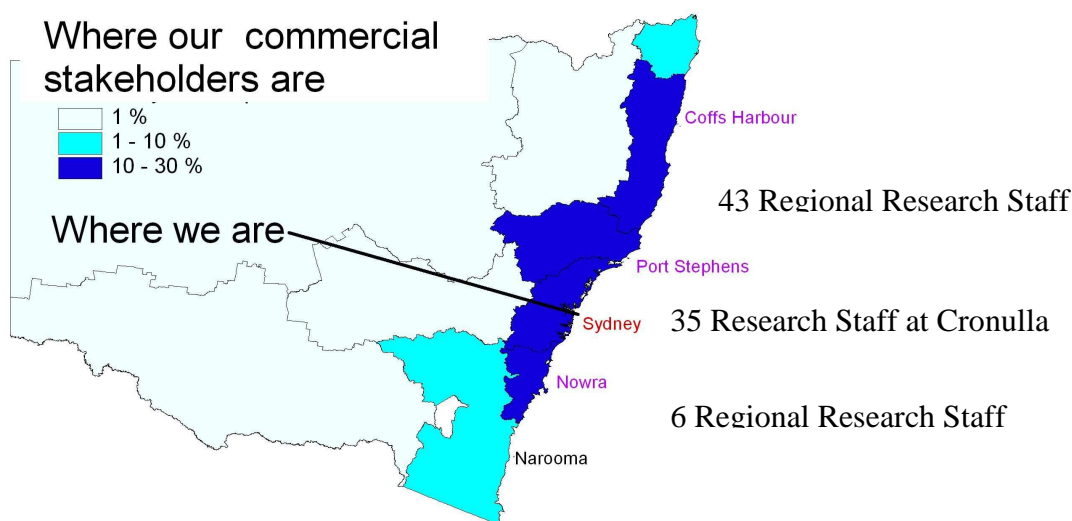 Where our commercial
stakeholders are
1 %
1 - 10 %
10 - 30 %
Coffs Harbour
43 Regional Research Staff
Where we are
Port Stephens
Sydney
35 Research Staff at Cronulla
Nowra
6 Regional Research Staff
Narooma